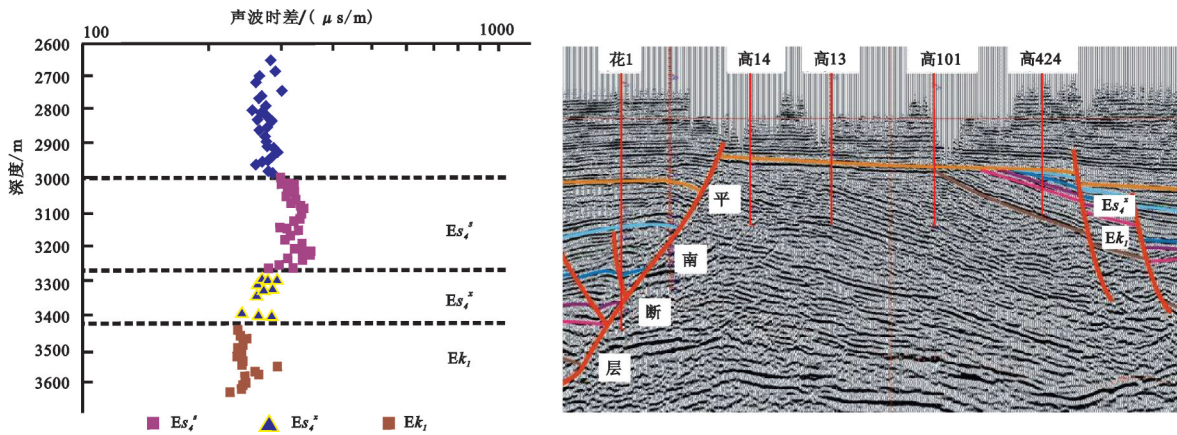 声波时差/( μ s/m)
100
1000
深度/m
2600
2700
2800
2900
3000
3100
3200
3300
3400
3500
3600
Es₄ˢ
Es₄ˣ
Ek₁
Es₄ˢ Es₄ˣ Ek₁
花1 高14 高13 高101 高424
平
南
断
层
Es₄ˣ
Ek₁